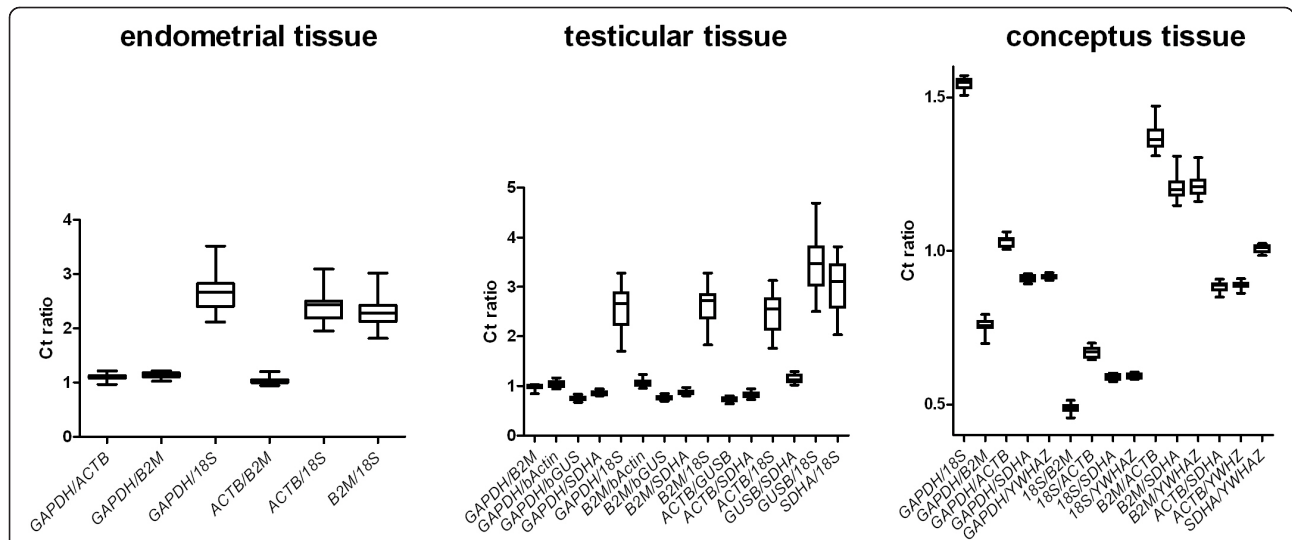 endometrial tissue
Ct ratio
4
3
2
1
0
GAPDH/ACTB
GAPDH/B2M
GAPDH/18S
ACTB/B2M
ACTB/18S
B2M/18S
testicular tissue
Ct ratio
5
4
3
2
1
0
GAPDH/B2M
GAPDH/bActin
GAPDH/bGUS
GAPDH/SDHA
GAPDH/18S
B2M/bActin
B2M/bGUS
B2M/SDHA
B2M/18S
ACTB/GUSB
ACTB/SDHA
ACTB/18S
GUSB/SDHA
GUSB/18S
SDHA/18S
conceptus tissue
Ct ratio
1.5
1.0
0.5
GAPDH/18S
GAPDH/B2M
GAPDH/ACTB
GAPDH/SDHA
GAPDH/YWHAZ
18S/B2M
18S/ACTB
18S/SDHA
18S/YWHAZ
B2M/ACTB
B2M/SDHA
B2M/YWHAZ
ACTB/SDHA
ACTB/YWHZ
SDHA/YWHAZ